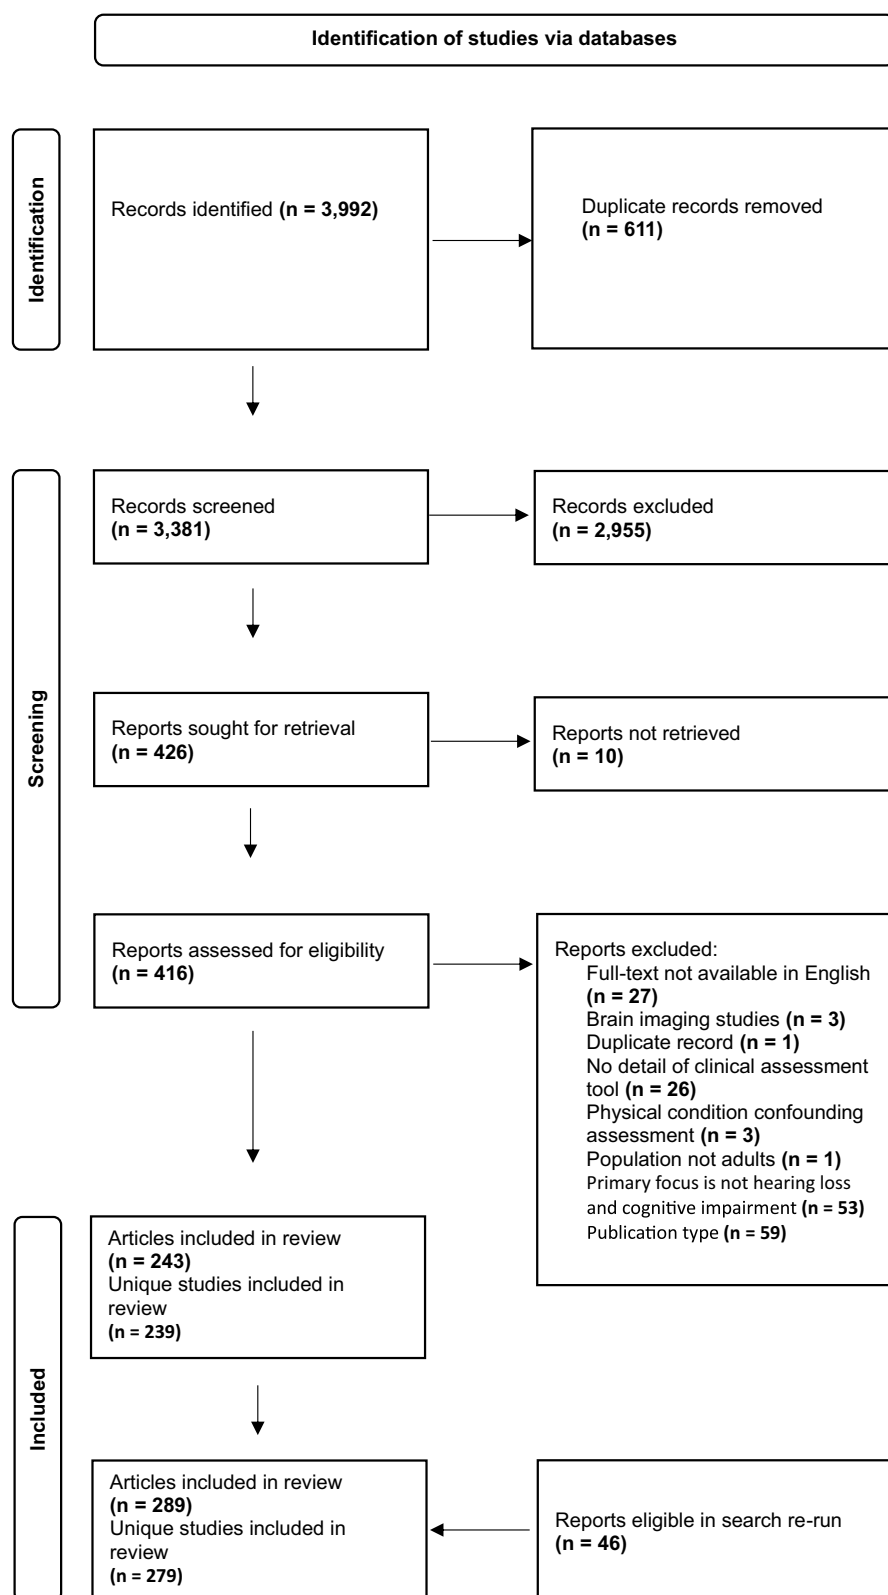 Identification of studies via databases
Identification
Records identified (n = 3,992)
Duplicate records removed
(n = 611)
Screening
Records screened
(n = 3,381)
Records excluded
(n = 2,955)
Reports sought for retrieval
(n = 426)
Reports not retrieved
(n = 10)
Reports assessed for eligibility
(n = 416)
Reports excluded:
Full-text not available in English
(n = 27)
Brain imaging studies (n = 3)
Duplicate record (n = 1)
No detail of clinical assessment
tool (n = 26)
Physical condition confounding
assessment (n = 3)
Population not adults (n = 1)
Primary focus is not hearing loss
and cognitive impairment (n = 53)
Publication type (n = 59)
Included
Articles included in review
(n = 243)
Unique studies included in
review
(n = 239)
Articles included in review
(n = 289)
Unique studies included in
review
(n = 279)
Reports eligible in search re-run
(n = 46)